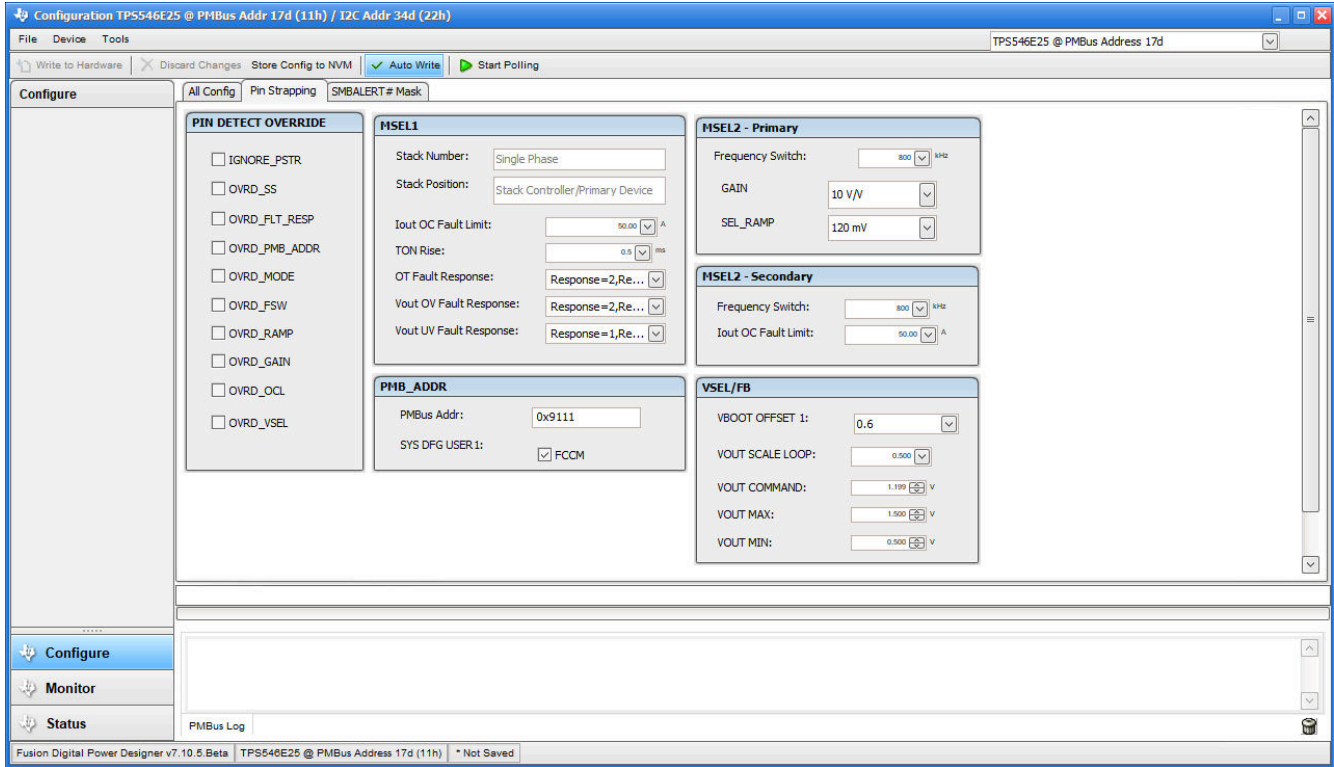 Configuration TPS546E25 @ PMBus Addr 17d (11h) / I2C Addr 34d (22h)
File Device Tools
TPS546E25 @ PMBus Address 17d
Write to Hardware Discard Changes Store Config to NVM Auto Write Start Polling
Configure
All Config Pin Strapping SMBALERT# Mask
PIN DETECT OVERRIDE
IGNORE_PSTR
OVRD_SS
OVRD_FLT_RESP
OVRD_PMB_ADDR
OVRD_MODE
OVRD_FSW
OVRD_RAMP
OVRD_GAIN
OVRD_OCL
OVRD_VSEL
MSEL1
Stack Number: Single Phase
Stack Position: Stack Controller/Primary Device
Iout OC Fault Limit: 50.00 A
TON Rise: 0.5 ms
OT Fault Response: Response=2,Re...
Vout OV Fault Response: Response=2,Re...
Vout UV Fault Response: Response=1,Re...
PMB_ADDR
PMBus Addr: 0x9111
SYS DFG USER1: FCCM
MSEL2 - Primary
Frequency Switch: 800 kHz
GAIN 10 V/V
SEL_RAMP 120 mV
MSEL2 - Secondary
Frequency Switch: 800 kHz
Iout OC Fault Limit: 50.00 A
VSEL/FB
VBOOT OFFSET 1: 0.6
VOUT SCALE LOOP: 0.500
VOUT COMMAND: 1.199 V
VOUT MAX: 1.500 V
VOUT MIN: 0.500 V
Configure
Monitor
Status
PMBus Log
Fusion Digital Power Designer v7.10.5.Beta TPS546E25 @ PMBus Address 17d (11h) * Not Saved